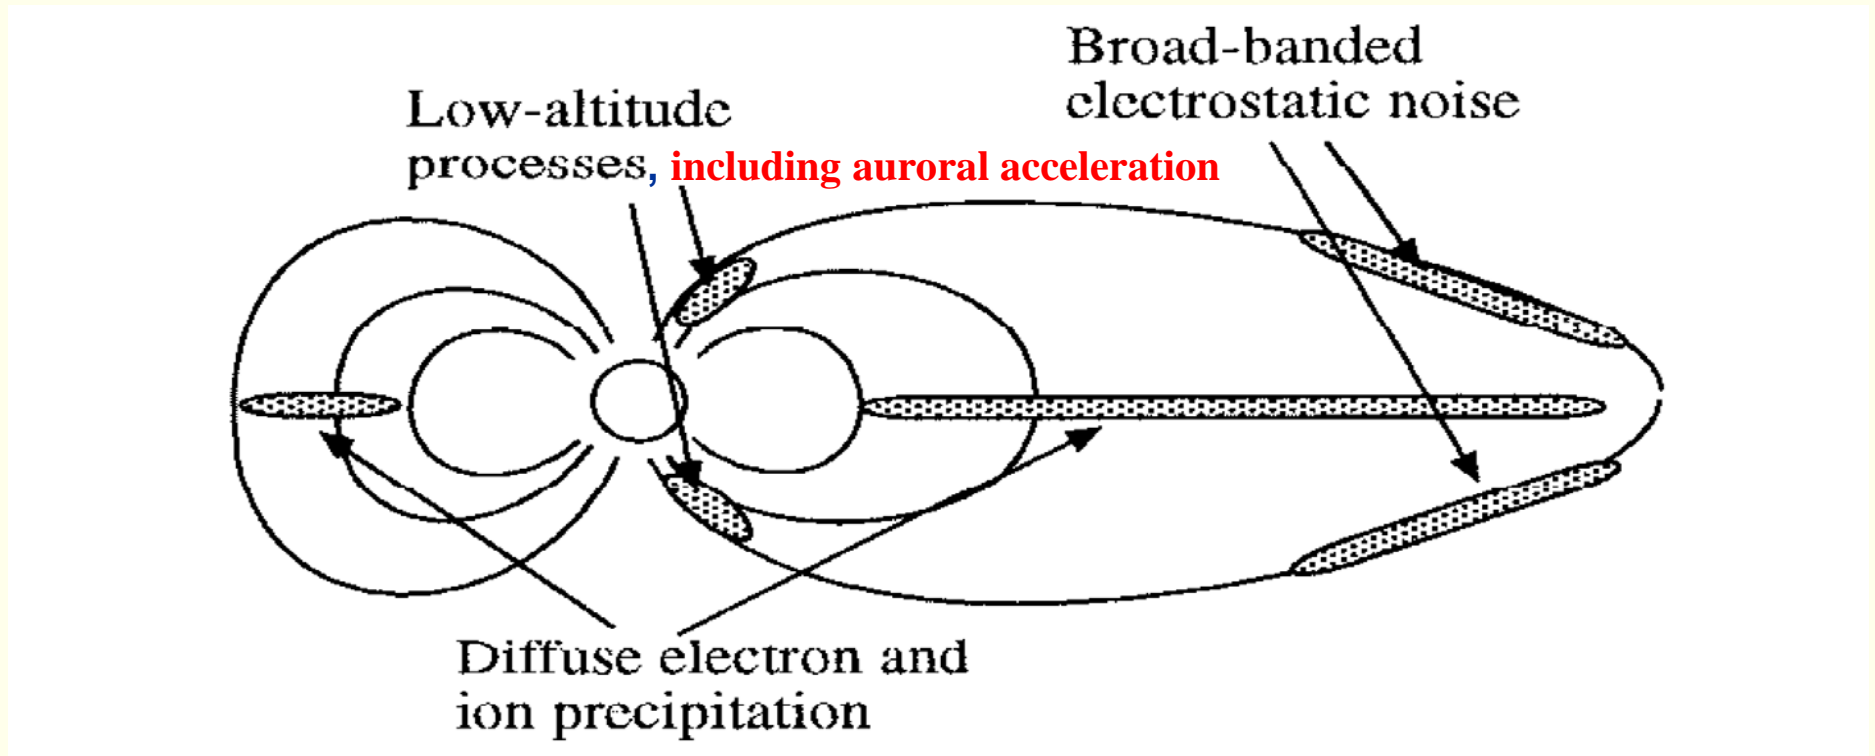 Broad-banded
electrostatic noise
Low-altitude
processes, including auroral acceleration
Diffuse electron and
ion precipitation